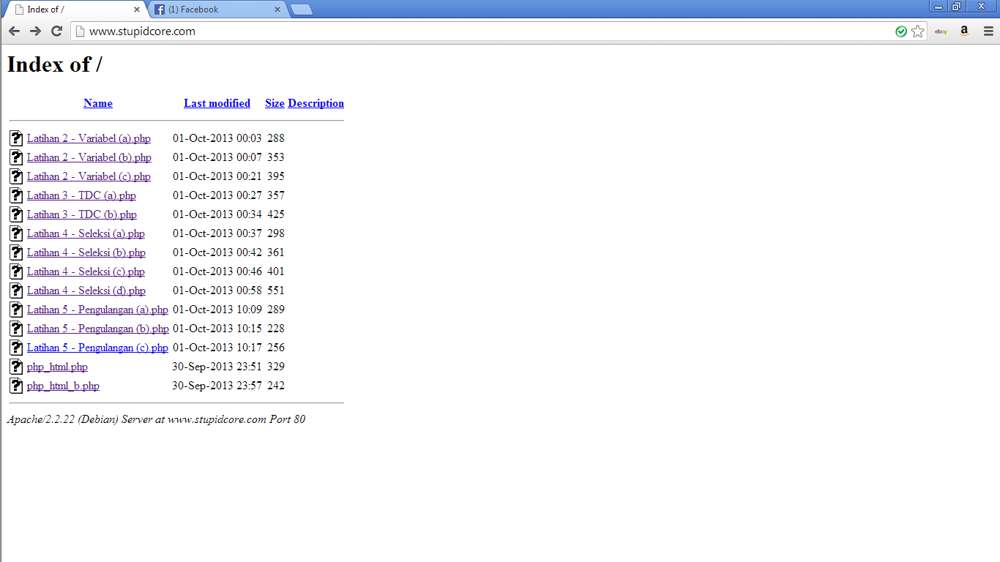 Index of /
(1) Facebook
www.stupidcore.com
ebay
a
Index of /
Name Last modified Size Description
Latihan 2 - Variabel (a).php 01-Oct-2013 00:03 288
Latihan 2 - Variabel (b).php 01-Oct-2013 00:07 353
Latihan 2 - Variabel (c).php 01-Oct-2013 00:21 395
Latihan 3 - TDC (a).php 01-Oct-2013 00:27 357
Latihan 3 - TDC (b).php 01-Oct-2013 00:34 425
Latihan 4 - Seleksi (a).php 01-Oct-2013 00:37 298
Latihan 4 - Seleksi (b).php 01-Oct-2013 00:42 361
Latihan 4 - Seleksi (c).php 01-Oct-2013 00:46 401
Latihan 4 - Seleksi (d).php 01-Oct-2013 00:58 551
Latihan 5 - Pengulangan (a).php 01-Oct-2013 10:09 289
Latihan 5 - Pengulangan (b).php 01-Oct-2013 10:15 228
Latihan 5 - Pengulangan (c).php 01-Oct-2013 10:17 256
php_html.php 30-Sep-2013 23:51 329
php_html_b.php 30-Sep-2013 23:57 242
Apache/2.2.22 (Debian) Server at www.stupidcore.com Port 80